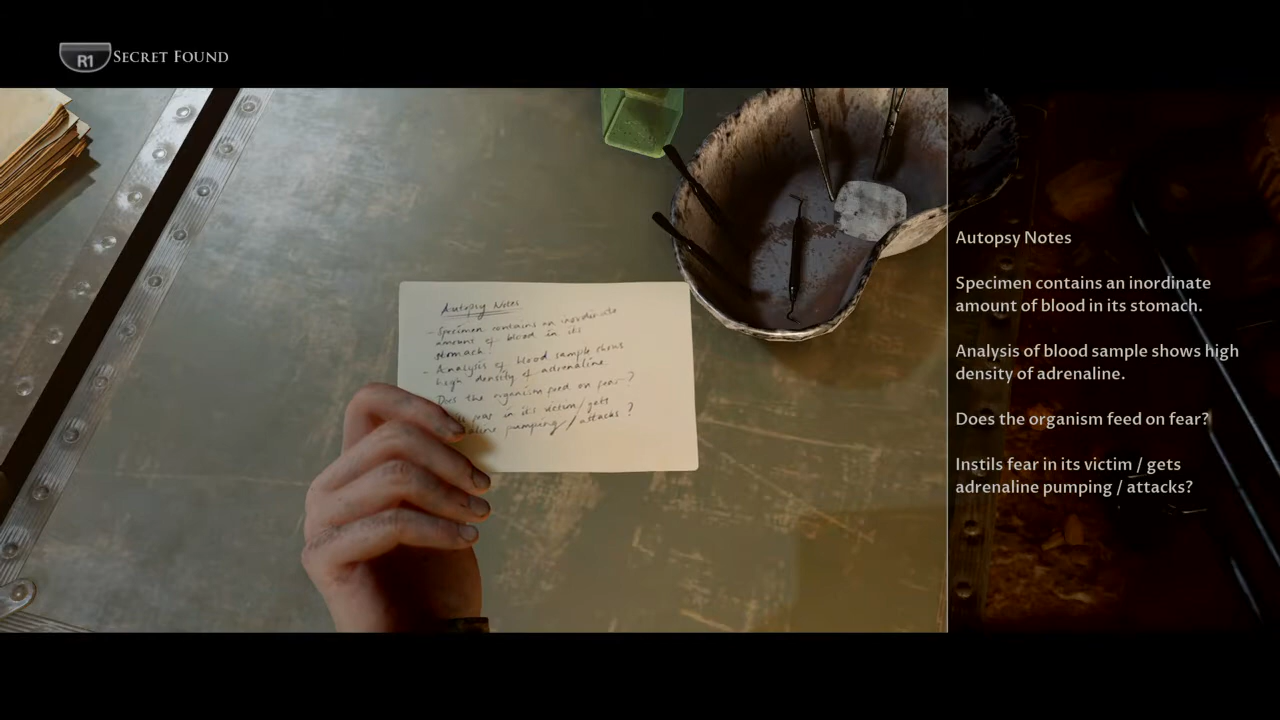 R1 SECRET FOUND
Autopsy Notes
- Specimen contains an inordinate
amount of blood in its
stomach.
- Analysis of blood sample shows
high density of adrenaline.
Does the organism feed on fear?
fear in its victim / gets
pumping / attacks?
Autopsy Notes
Specimen contains an inordinate
amount of blood in its stomach.
Analysis of blood sample shows high
density of adrenaline.
Does the organism feed on fear?
Instils fear in its victim / gets
adrenaline pumping / attacks?